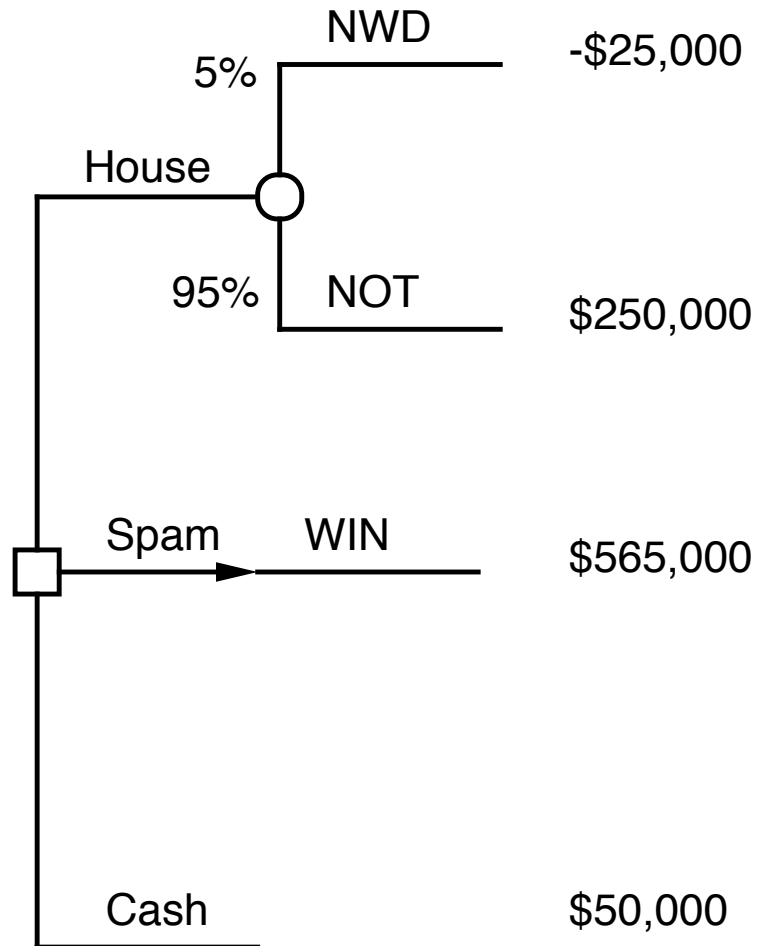 NWD
-$25,000
5%
House
95%
NOT
$250,000
Spam
WIN
$565,000
Cash
$50,000